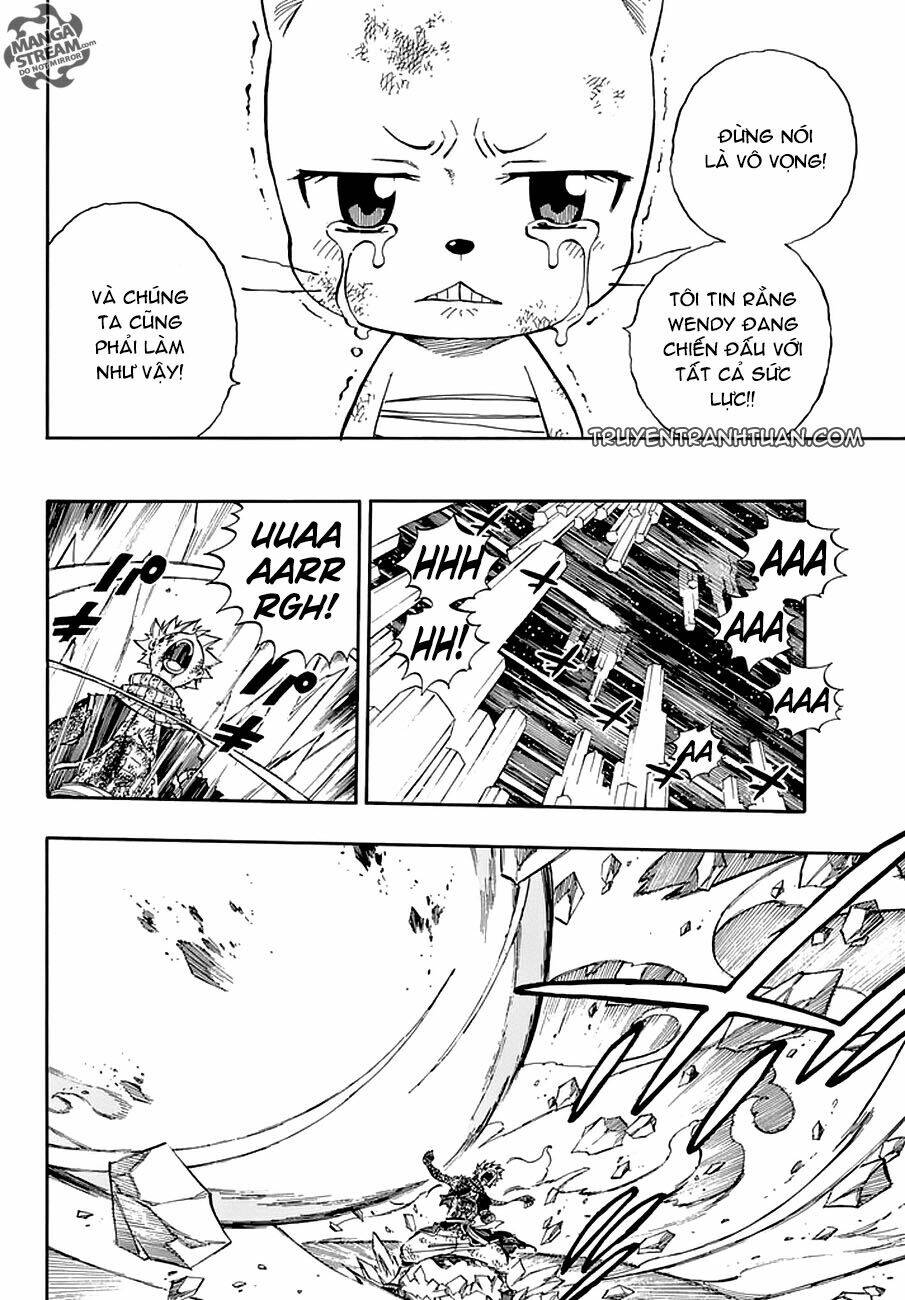 MANGA
STREAM.com
DO NOT MIRROR
ĐỪNG NÓI
LÀ VÔ VỌNG!
TÔI TIN RẰNG
WENDY ĐANG
CHIẾN ĐẤU VỚI
TẤT CẢ SỨC
LỰC!!
VÀ CHÚNG
TA CŨNG
PHẢI LÀM
NHƯ VẬY!
TRUYENTRANHTUAN.COM
AAA
AAA
AAA
AA
HHH
HH!
UUAA
AARR
RGH!